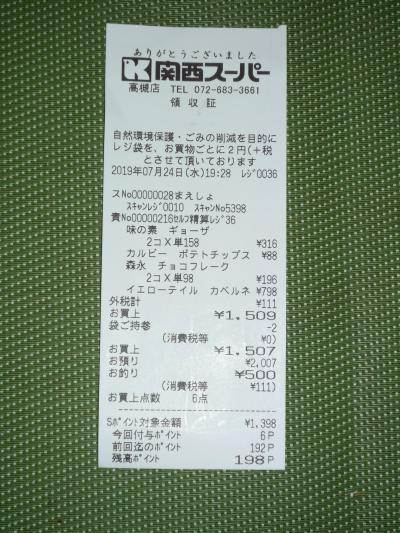 ありがとうございました
関西スーパー
高槻店 TEL 072-683-3661
領収証
自然環境保護・ごみの削減を目的に
レジ袋を、お買物ごとに2円(+税
とさせて頂いております
2019年07月24日(水)19:28 レジ0036
スNo00000028まえしょ
スキャンレジ0010 スキャンNo5398
責No00000216セルフ精算レジ36
味の素 ギョーザ
2コX単158 ¥316
カルビー ポテトチップス ¥88
森永 チョコフレーク
2コX単98 ¥196
イエローテイル カベルネ ¥798
外税計 ¥111
お買上 ¥1,509
袋ご持参 -2
(消費税等 ¥0)
お買上 ¥1,507
お預り ¥2,007
お釣り ¥500
(消費税等 ¥111)
お買上点数 6点
Sポイント対象金額 ¥1,398
今回付与ポイント 6P
前回迄のポイント 192P
残高ポイント 198P